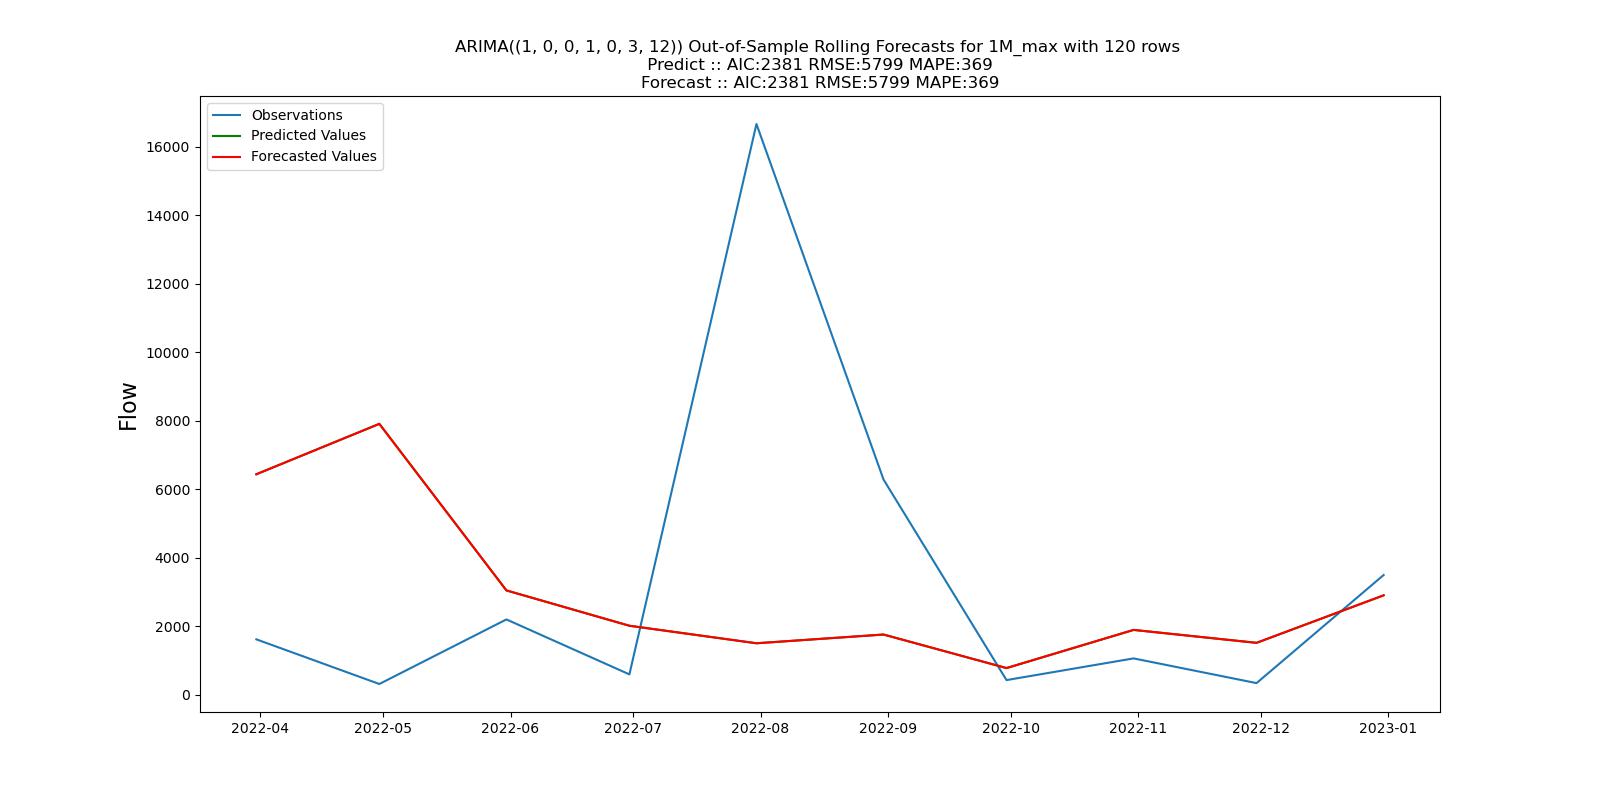 ARIMA((1, 0, 0, 1, 0, 3, 12)) Out-of-Sample Rolling Forecasts for 1M_max with 120 rows
Predict :: AIC:2381 RMSE:5799 MAPE:369
Forecast :: AIC:2381 RMSE:5799 MAPE:369
Observations
Predicted Values
Forecasted Values
16000
14000
12000
10000
8000
6000
4000
2000
0
Flow
2022-04 2022-05 2022-06 2022-07 2022-08 2022-09 2022-10 2022-11 2022-12 2023-01